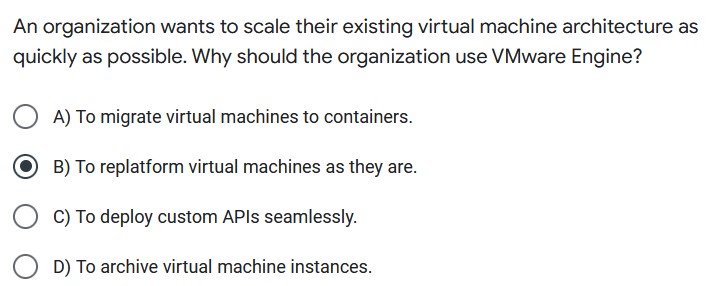 An organization wants to scale their existing virtual machine architecture as
quickly as possible. Why should the organization use VMware Engine?
A) To migrate virtual machines to containers.
B) To replatform virtual machines as they are.
C) To deploy custom APIs seamlessly.
D) To archive virtual machine instances.